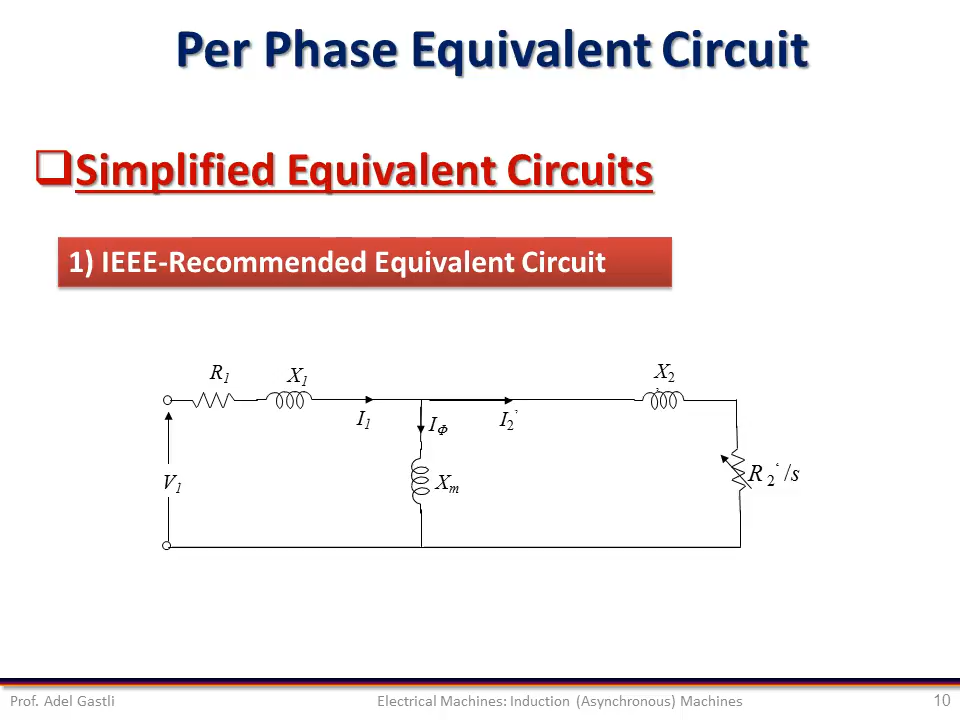 Per Phase Equivalent Circuit
Simplified Equivalent Circuits
1) IEEE-Recommended Equivalent Circuit
R1
X1
X2'
I1
IΦ
I2'
V1
Xm
R2'/s
Prof. Adel Gastli
Electrical Machines: Induction (Asynchronous) Machines
10